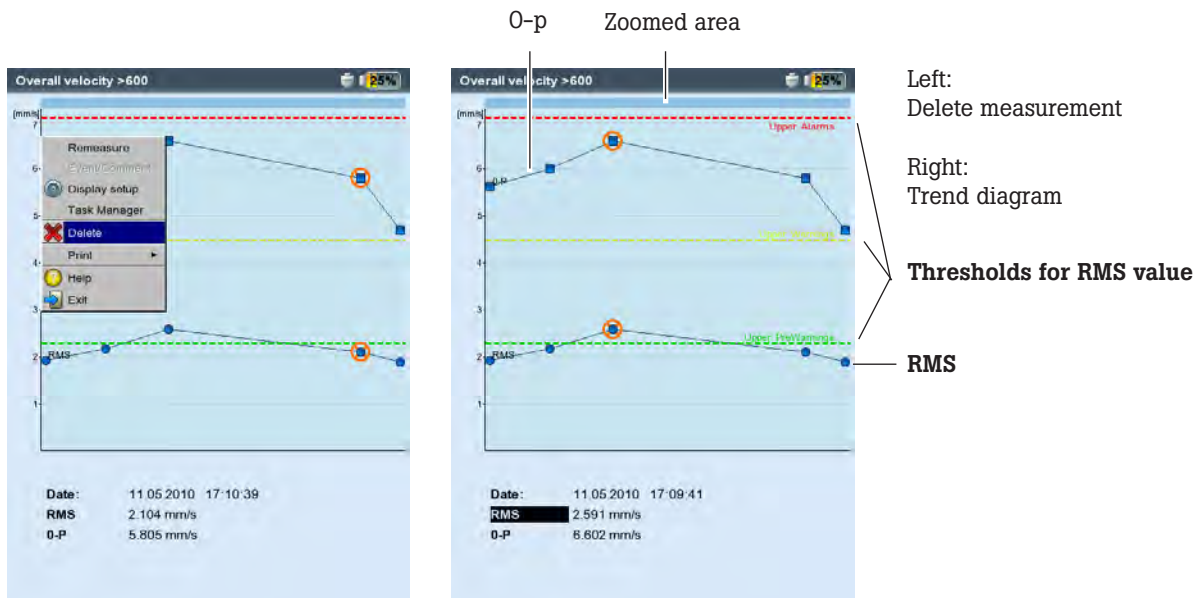 O-p
Zoomed area
Overall velocity >600
25%
[mm/s]
7
6
5
4
3
2
1
Remeasure
Event/Comment
Display setup
Task Manager
Delete
Print
Help
Exit
RMS
Date: 11.05.2010 17:10:39
RMS 2.104 mm/s
0-P 5.805 mm/s
Overall velocity >600
25%
[mm/s]
7
6
5
4
3
2
1
Upper Alarms
0-P
Upper Warnings
Upper PreWarnings
RMS
Date: 11.05.2010 17:09:41
RMS 2.591 mm/s
0-P 6.602 mm/s
Left:
Delete measurement
Right:
Trend diagram
Thresholds for RMS value
RMS